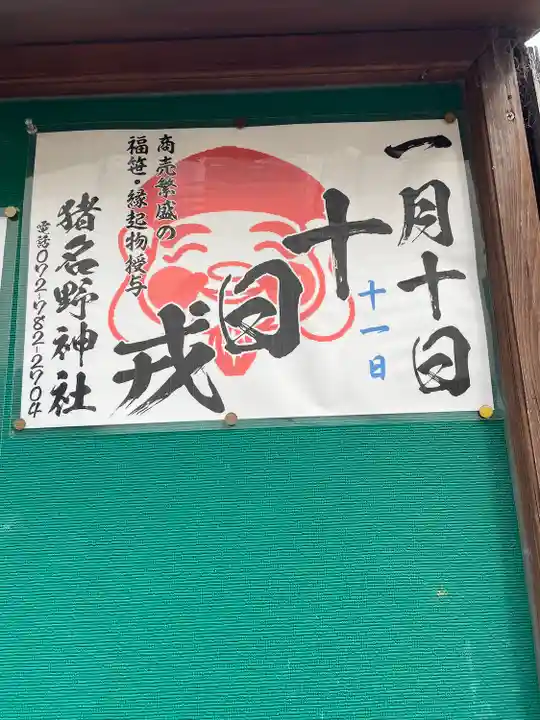 一月十日
十一日
十日戎
商売繁盛の
福笹・縁起物授与
猪名野神社
電話072-782-2704